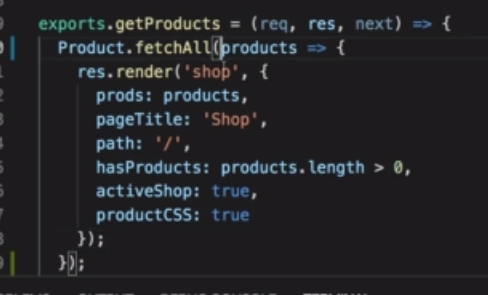 exports.getProducts = (req, res, next) => {
Product.fetchAll(products => {
res.render('shop', {
prods: products,
pageTitle: 'Shop',
path: '/',
hasProducts: products.length > 0,
activeShop: true,
productCSS: true
});
});